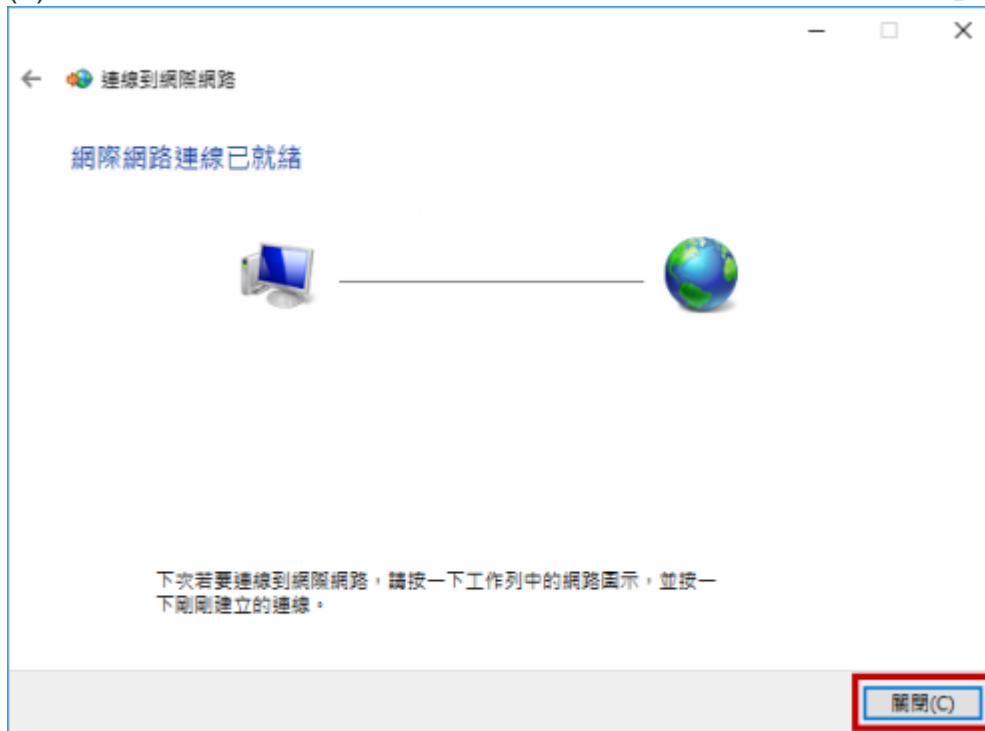 連線到網際網路
網際網路連線已就緒
下次若要連線到網際網路，請按一下工作列中的網路圖示，並按一
下剛剛建立的連線。
關閉(C)